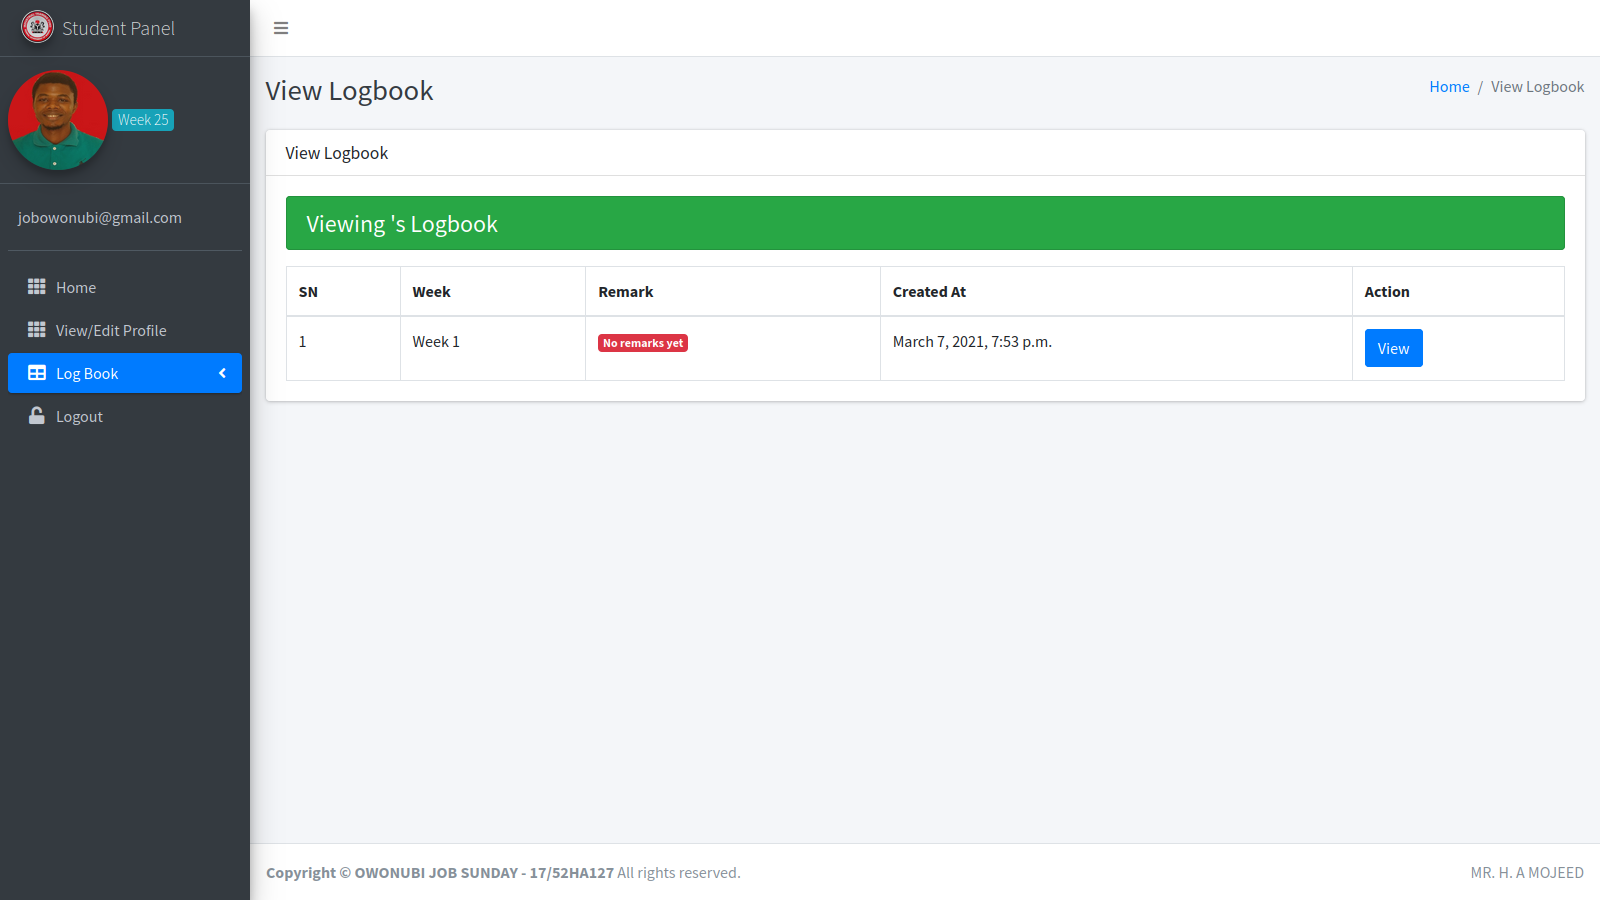 Student Panel
Week 25
jobowonubi@gmail.com
Home
View/Edit Profile
Log Book
Logout
View Logbook
Home / View Logbook
View Logbook
Viewing 's Logbook
SN Week Remark Created At Action
1 Week 1 No remarks yet March 7, 2021, 7:53 p.m. View
Copyright © OWONUBI JOB SUNDAY - 17/52HA127 All rights reserved.
MR. H. A MOJEED